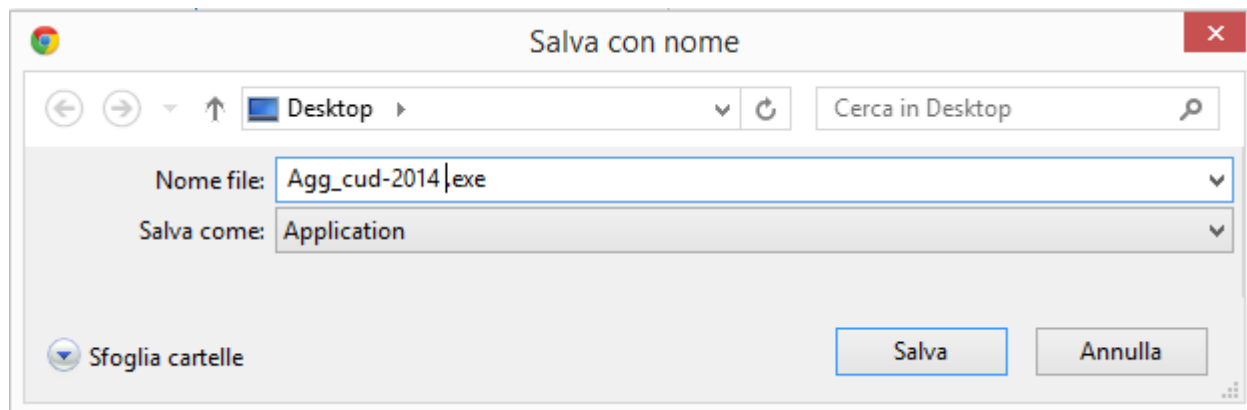 Salva con nome
Desktop
Cerca in Desktop
Nome file: Agg_cud-2014 .exe
Salva come: Application
Sfoglia cartelle
Salva
Annulla